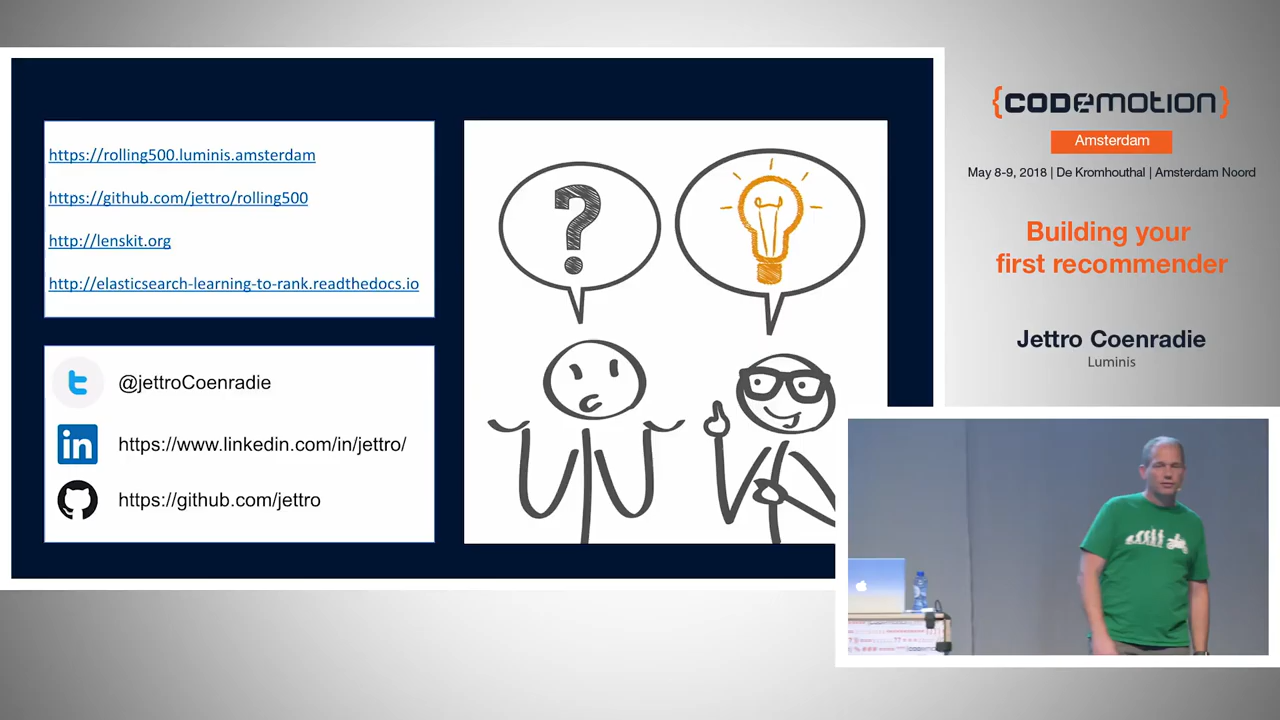 https://rolling500.luminis.amsterdam
https://github.com/jettro/rolling500
http://lenskit.org
http://elasticsearch-learning-to-rank.readthedocs.io
@jettroCoenradie
https://www.linkedin.com/in/jettro/
https://github.com/jettro
?
{CODEMOTION}
Amsterdam
May 8-9, 2018 | De Kromhouthal | Amsterdam Noord
Building your
first recommender
Jettro Coenradie
Luminis